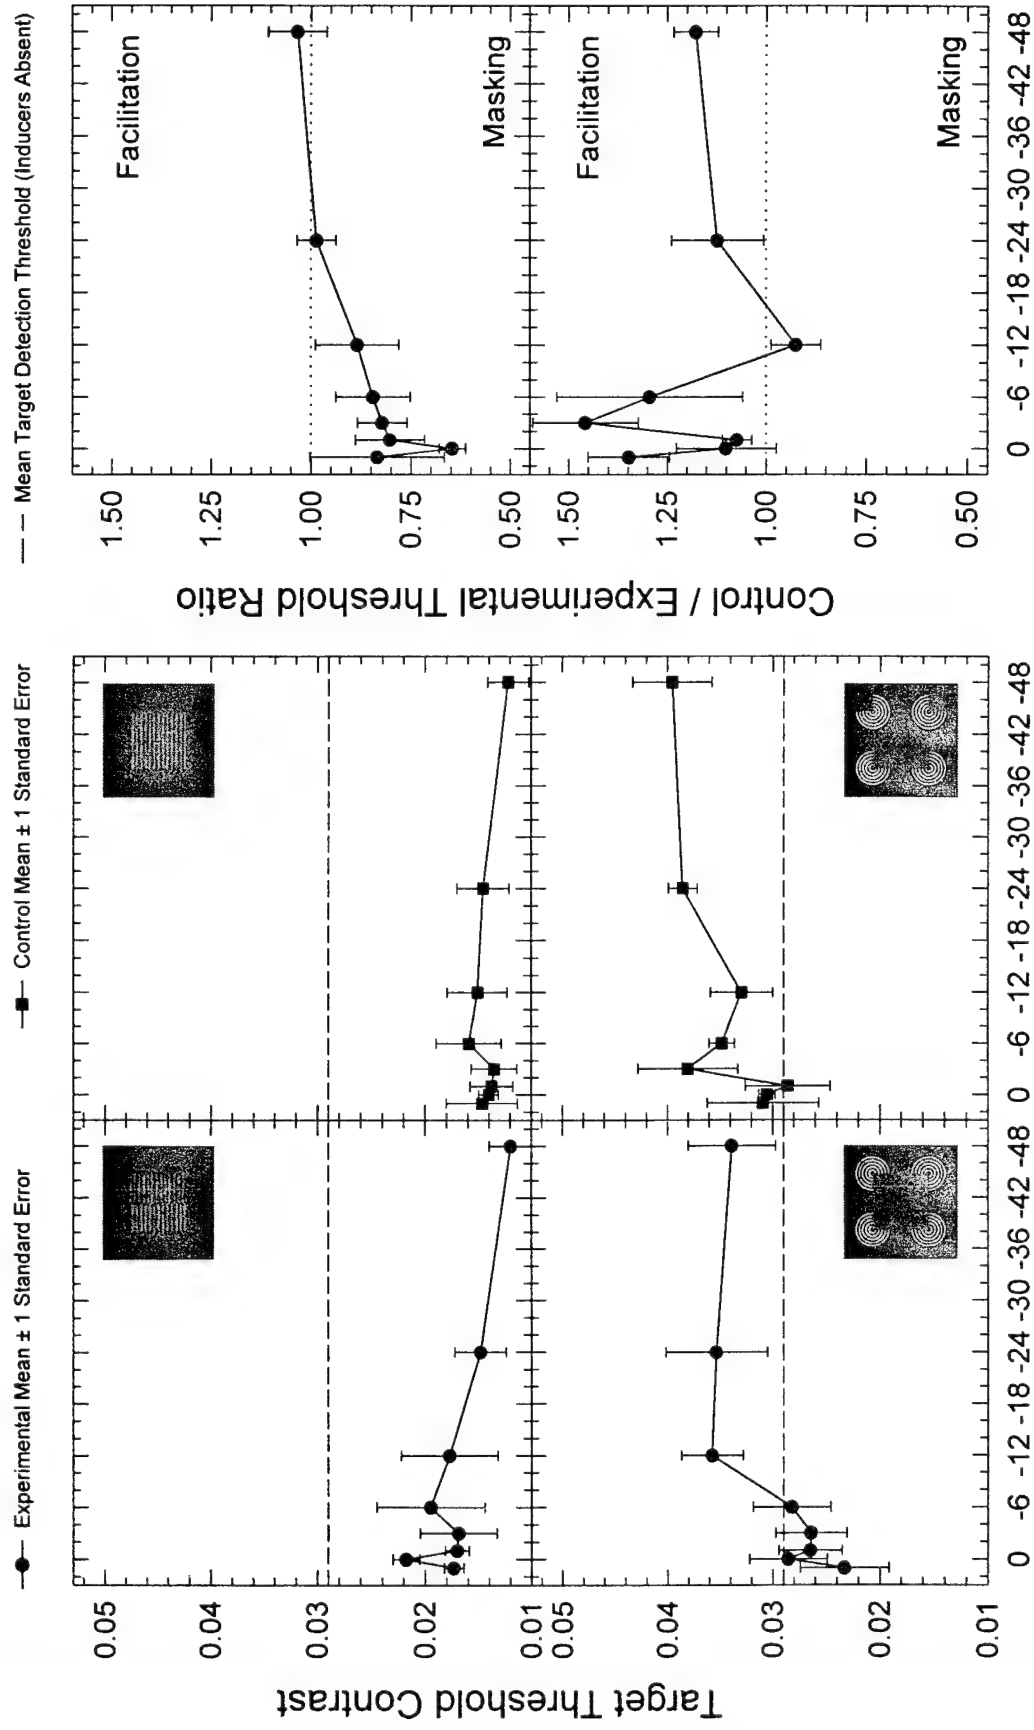 Experimental Mean ± 1 Standard Error
Control Mean ± 1 Standard Error
Mean Target Detection Threshold (Inducers Absent)
Target Threshold Contrast
0.05
0.04
0.03
0.02
0.01
0.05
0.04
0.03
0.02
0.01
0 -6 -12 -18 -24 -30 -36 -42 -48
0 -6 -12 -18 -24 -30 -36 -42 -48
Control / Experimental Threshold Ratio
1.50
1.25
1.00
0.75
0.50
Facilitation
Masking
1.50
1.25
1.00
0.75
0.50
Facilitation
Masking
0 -6 -12 -18 -24 -30 -36 -42 -48